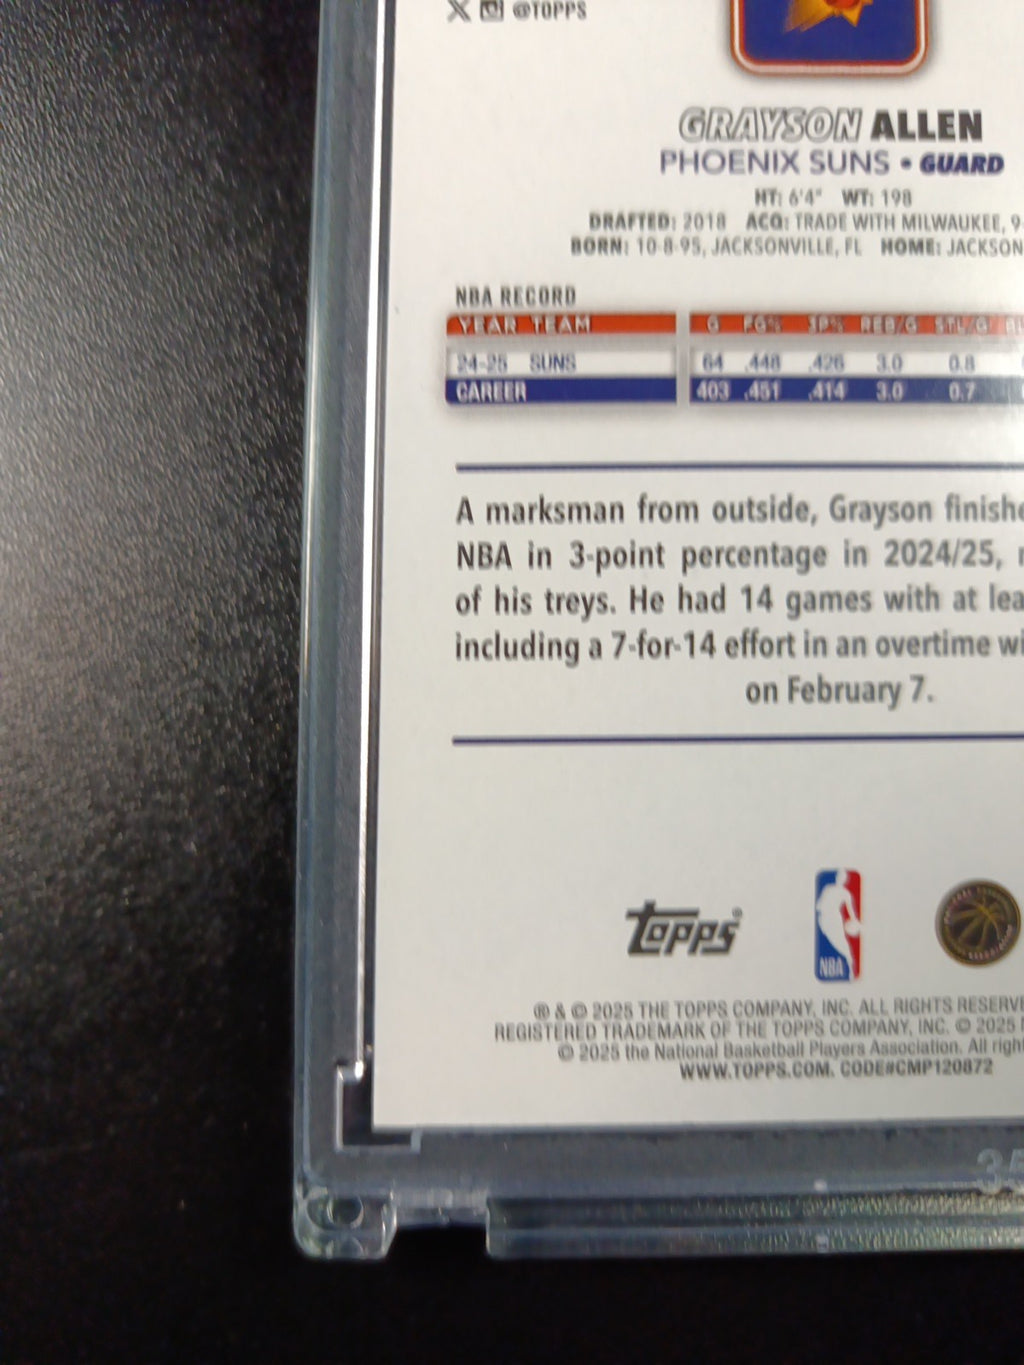 X @TOPPS
GRAYSON ALLEN
PHOENIX SUNS • GUARD
HT: 6'4" WT: 198
DRAFTED: 2018 ACQ: TRADE WITH MILWAUKEE, 9-
BORN: 10-8-95, JACKSONVILLE, FL HOME: JACKSON
NBA RECORD
YEAR TEAM G FG% 3P% REB/G STL/G BL
24-25 SUNS 64 .448 .426 3.0 0.8
CAREER 403 .451 .414 3.0 0.7
A marksman from outside, Grayson finishe
NBA in 3-point percentage in 2024/25,
of his treys. He had 14 games with at lea
including a 7-for-14 effort in an overtime wi
on February 7.
Topps®
NBA
® & © 2025 THE TOPPS COMPANY, INC. ALL RIGHTS RESERVE
REGISTERED TRADEMARK OF THE TOPPS COMPANY, INC. © 2025
© 2025 the National Basketball Players Association. All righ
WWW.TOPPS.COM. CODE#CMP120872
35